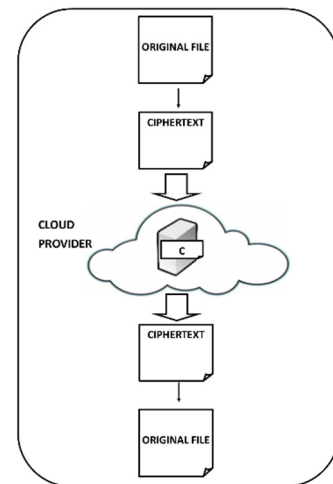 ORIGINAL FILE
CIPHERTEXT
CLOUD
PROVIDER
C
CIPHERTEXT
ORIGINAL FILE